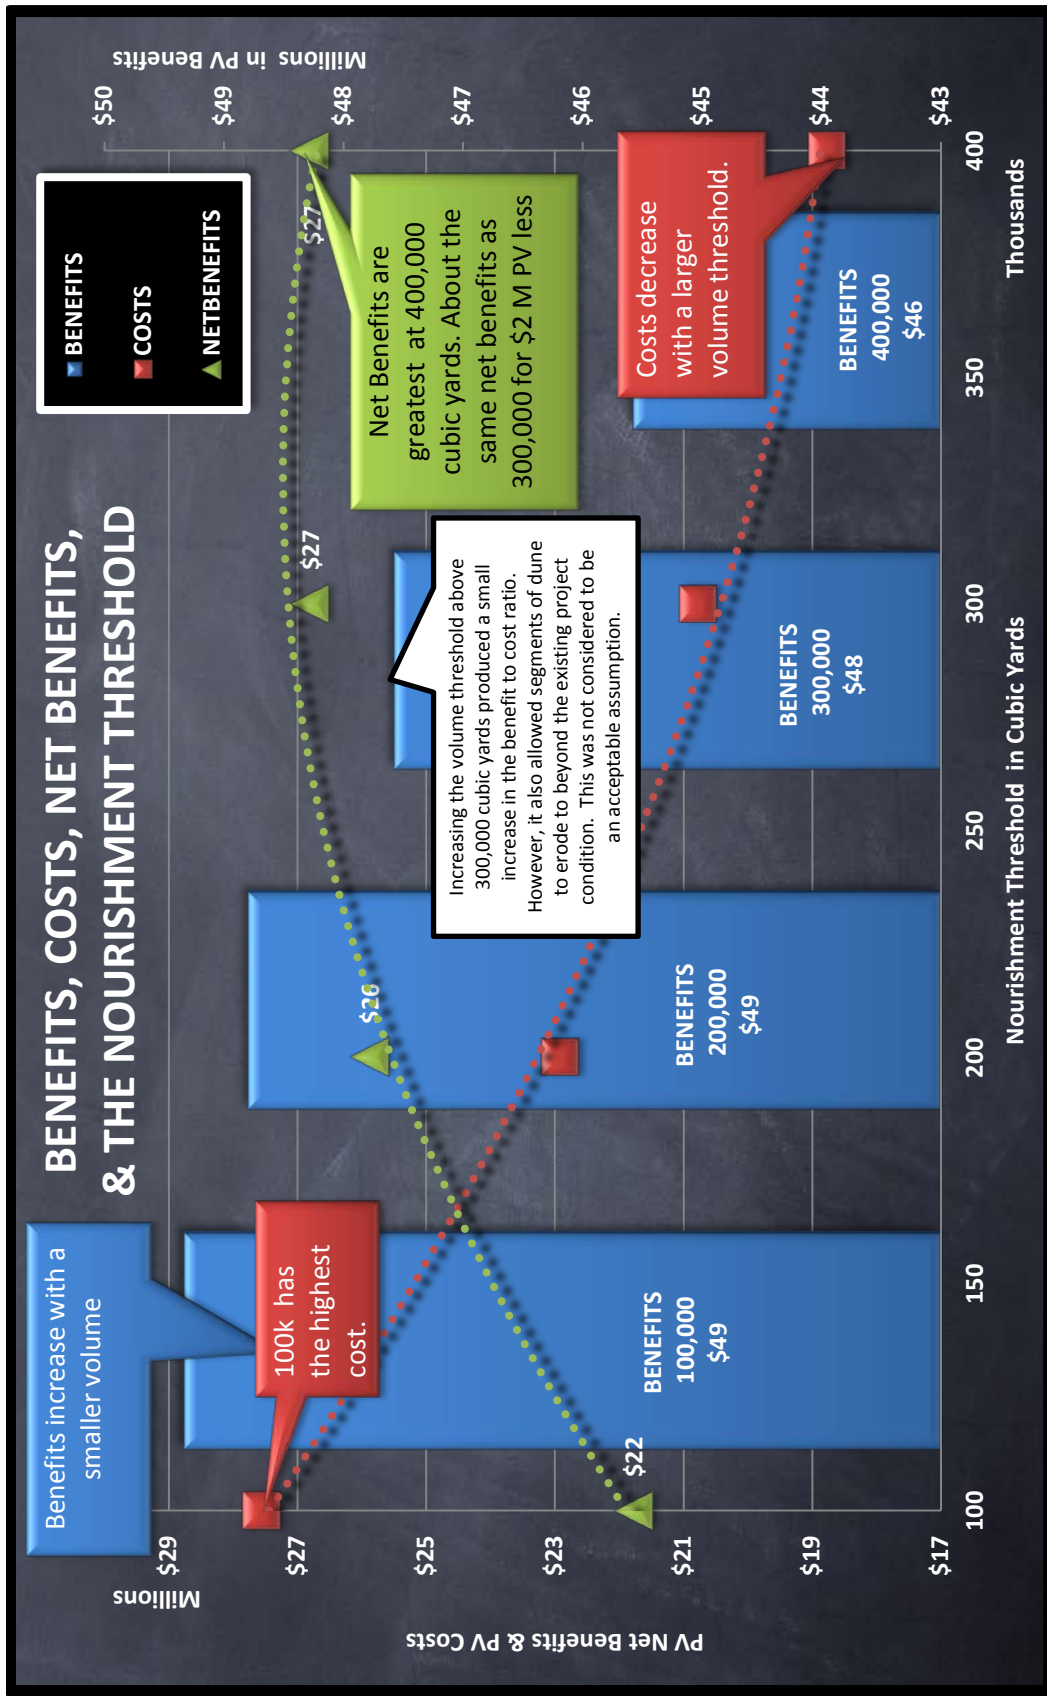 BENEFITS, COSTS, NET BENEFITS,
& THE NOURISHMENT THRESHOLD
Benefits increase with a
smaller volume
100k has
the highest
cost.
BENEFITS
COSTS
NETBENEFITS
Net Benefits are
greatest at 400,000
cubic yards. About the
same net benefits as
300,000 for $2 M PV less
Increasing the volume threshold above
300,000 cubic yards produced a small
increase in the benefit to cost ratio.
However, it also allowed segments of dune
to erode to beyond the existing project
condition. This was not considered to be
an acceptable assumption.
Costs decrease
with a larger
volume threshold.
$22
$26
$27
$27
BENEFITS
100,000
$49
BENEFITS
200,000
$49
BENEFITS
300,000
$48
BENEFITS
400,000
$46
Millions
PV Net Benefits & PV Costs
$29
$27
$25
$23
$21
$19
$17
Millions in PV Benefits
$50
$49
$48
$47
$46
$45
$44
$43
100
150
200
250
300
350
400
Nourishment Threshold in Cubic Yards
Thousands